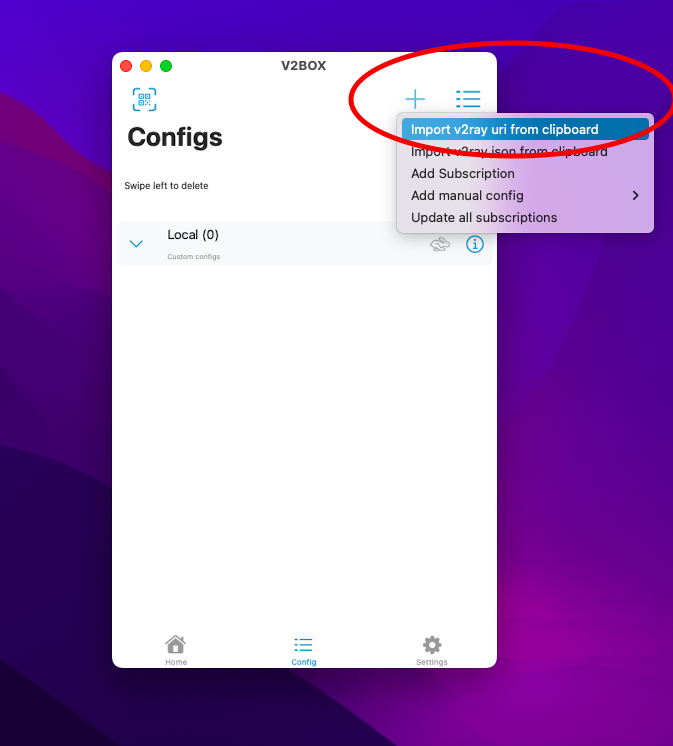 V2BOX
Configs
Import v2ray uri from clipboard
Import v2ray json from clipboard
Add Subscription
Add manual config
Update all subscriptions
Swipe left to delete
Local (0)
Custom configs
Home
Config
Settings